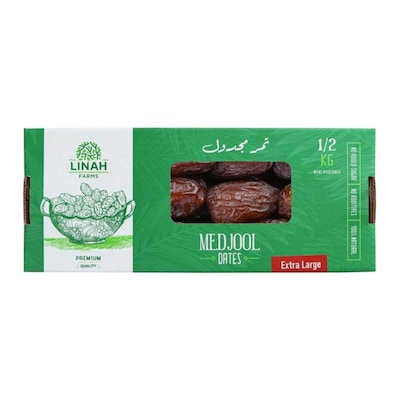 LINAH
FARMS
PREMIUM
QUALITY
تمر مجدول
MEDJOOL
DATES
Extra Large
1/2
KG
NO ADDED SUGAR
NO ADDITIVES
100% NATURAL